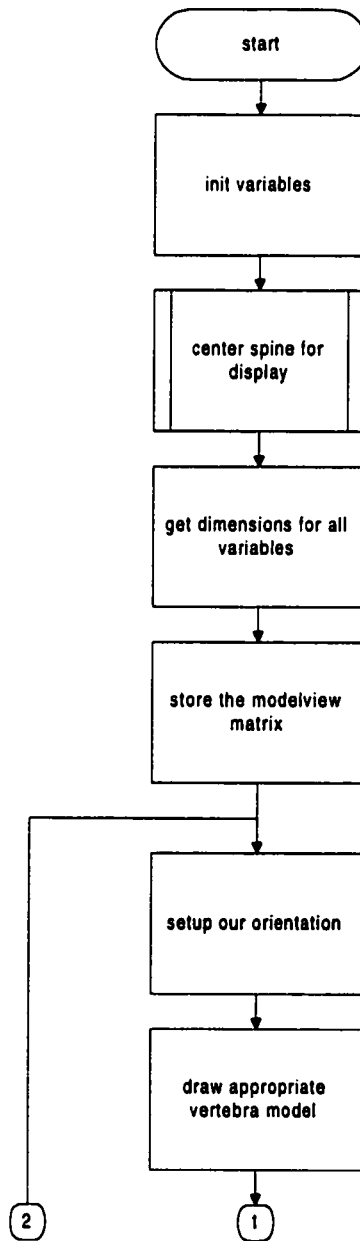 start
init variables
center spine for
display
get dimensions for all
variables
store the modelview
matrix
setup our orientation
draw appropriate
vertebra model
2
1